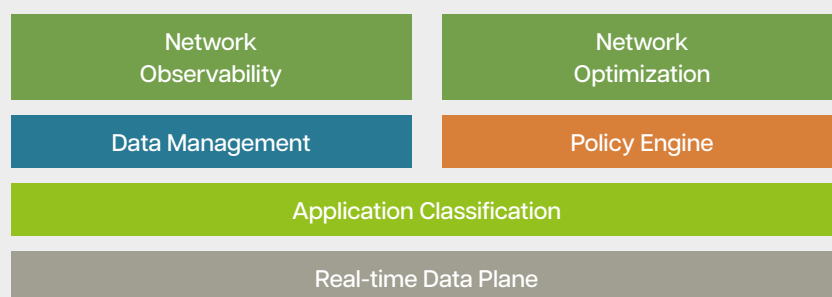 Network
Observability
Network
Optimization
Data Management
Policy Engine
Application Classification
Real-time Data Plane